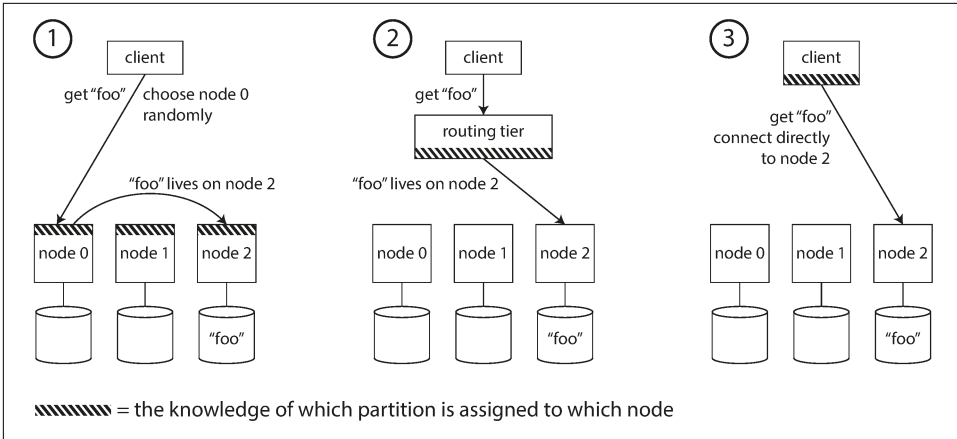 1
client
get “foo”
choose node 0
randomly
“foo” lives on node 2
node 0
node 1
node 2
“foo”
2
client
get “foo”
routing tier
“foo” lives on node 2
node 0
node 1
node 2
“foo”
3
client
get “foo”
connect directly
to node 2
node 0
node 1
node 2
“foo”
= the knowledge of which partition is assigned to which node